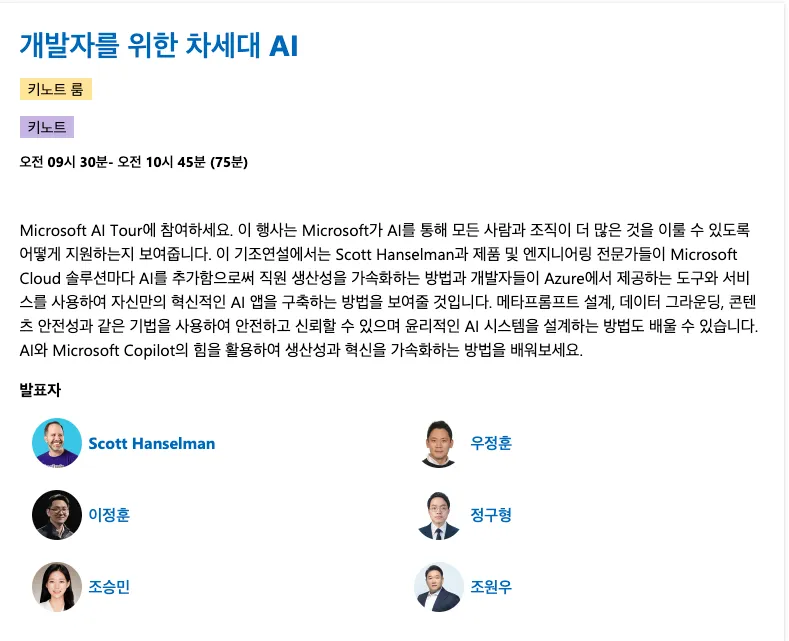 개발자를 위한 차세대 AI
키노트 룸
키노트
오전 09시 30분- 오전 10시 45분 (75분)
Microsoft AI Tour에 참여하세요. 이 행사는 Microsoft가 AI를 통해 모든 사람과 조직이 더 많은 것을 이룰 수 있도록
어떻게 지원하는지 보여줍니다. 이 기조연설에서는 Scott Hanselman과 제품 및 엔지니어링 전문가들이 Microsoft
Cloud 솔루션마다 AI를 추가함으로써 직원 생산성을 가속화하는 방법과 개발자들이 Azure에서 제공하는 도구와 서비
스를 사용하여 자신만의 혁신적인 AI 앱을 구축하는 방법을 보여줄 것입니다. 메타프롬프트 설계, 데이터 그라운딩, 콘텐
츠 안전성과 같은 기법을 사용하여 안전하고 신뢰할 수 있으며 윤리적인 AI 시스템을 설계하는 방법도 배울 수 있습니다.
AI와 Microsoft Copilot의 힘을 활용하여 생산성과 혁신을 가속화하는 방법을 배워보세요.
발표자
Scott Hanselman
우정훈
이정훈
정구형
조승민
조원우